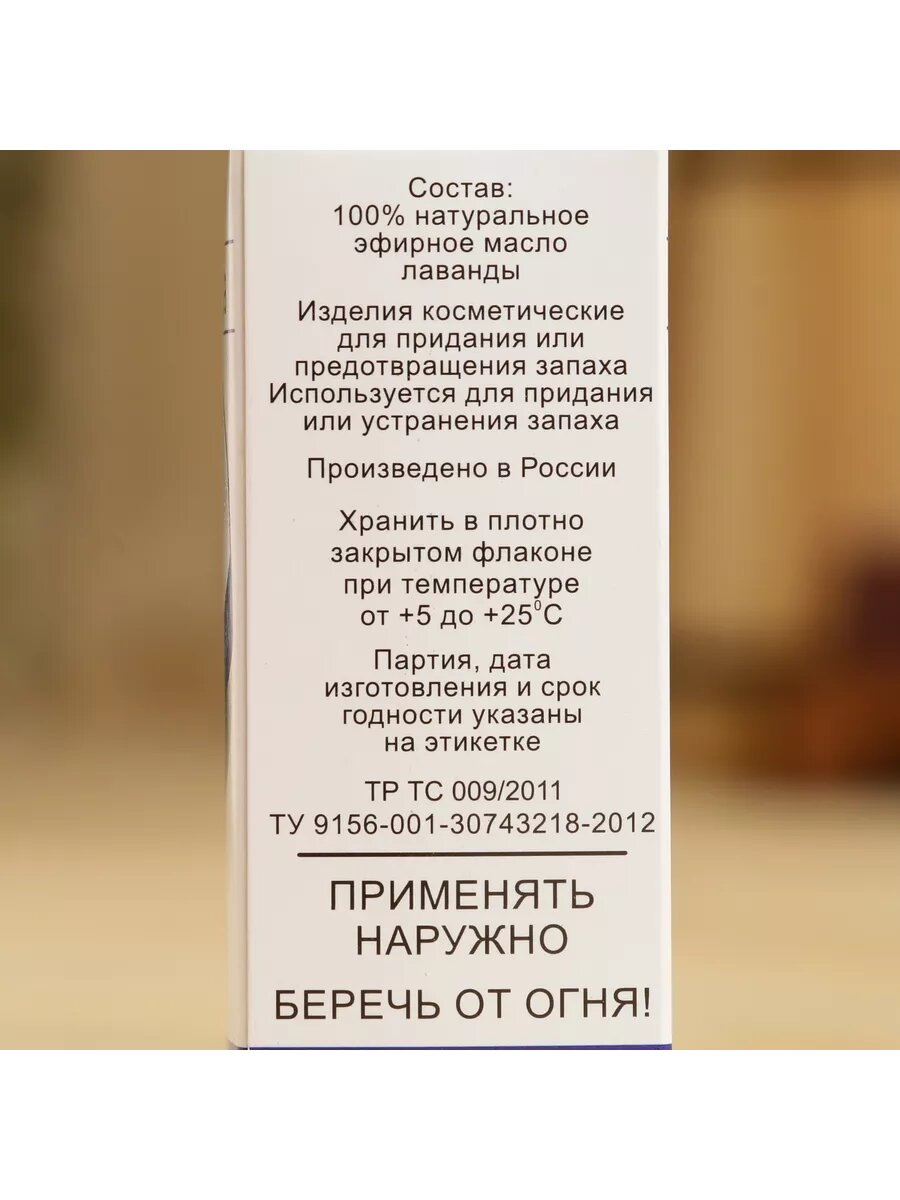 Состав:
100% натуральное
эфирное масло
лаванды
Изделия косметические
для придания или
предотвращения запаха
Используется для придания
или устранения запаха
Произведено в России
Хранить в плотно
закрытом флаконе
при температуре
от +5 до +25⁰С
Партия, дата
изготовления и срок
годности указаны
на этикетке
ТР ТС 009/2011
ТУ 9156-001-30743218-2012
ПРИМЕНЯТЬ
НАРУЖНО
БЕРЕЧЬ ОТ ОГНЯ!